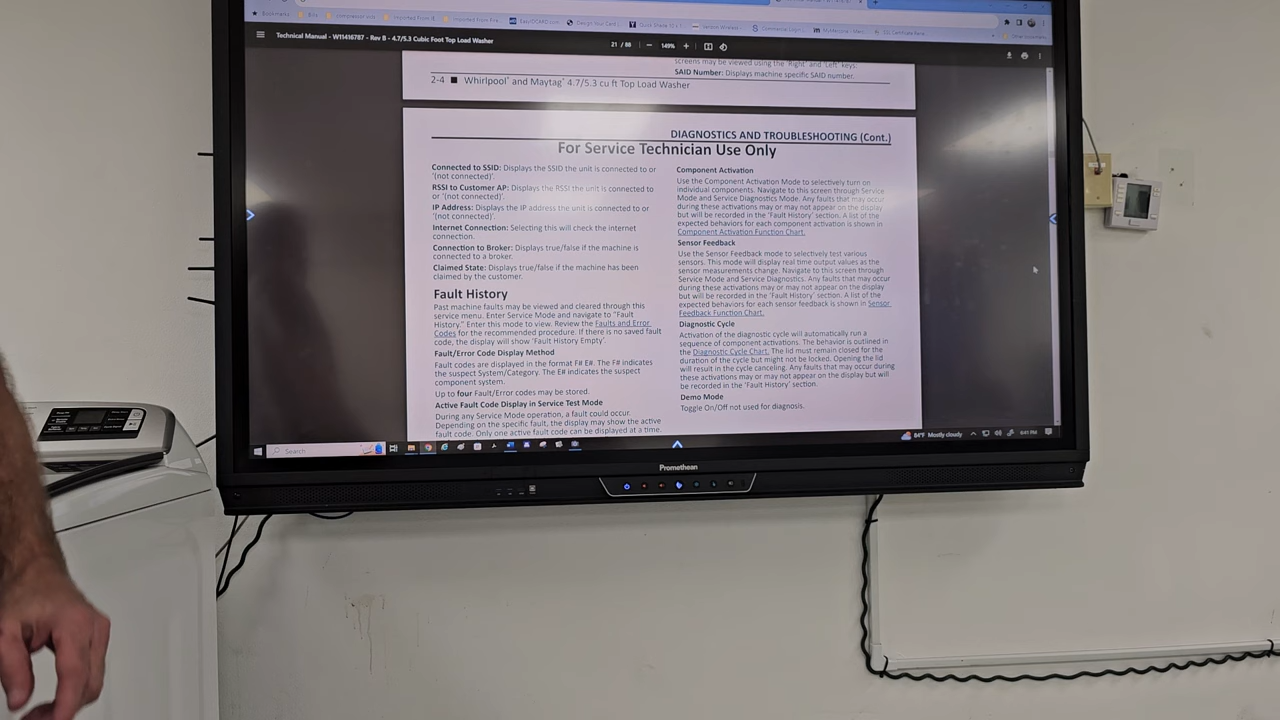 Technical Manual - W11416787 - Rev B - 4.7/5.3 Cubic Foot Top Load Washer
21 / 88
149%
screens may be viewed using the 'Right' and 'Left' keys.
SAID Number: Displays machine specific SAID number.
2-4 ■ Whirlpool® and Maytag® 4.7/5.3 cu ft Top Load Washer
DIAGNOSTICS AND TROUBLESHOOTING (Cont.)
For Service Technician Use Only
Connected to SSID: Displays the SSID the unit is connected to or
'(not connected)'.
RSSI to Customer AP: Displays the RSSI the unit is connected to
or '(not connected)'.
IP Address: Displays the IP address the unit is connected to or
'(not connected)'.
Internet Connection: Selecting this will check the internet
connection.
Connection to Broker: Displays true/false if the machine is
connected to a broker.
Claimed State: Displays true/false if the machine has been
claimed by the customer.
Fault History
Past machine faults may be viewed and cleared through this
service menu. Enter Service Mode and navigate to "Fault
History." Enter this mode to view. Review the Faults and Error
Codes for the recommended procedure. If there is no saved fault
code, the display will show 'Fault History Empty'.
Fault/Error Code Display Method
Fault codes are displayed in the format F# E#. The F# indicates
the suspect System/Category. The E# indicates the suspect
component system.
Up to four Fault/Error codes may be stored.
Active Fault Code Display in Service Test Mode
During any Service Mode operation, a fault could occur.
Depending on the specific fault, the display may show the active
fault code. Only one active fault code can be displayed at a time.
Component Activation
Use the Component Activation Mode to selectively turn on
individual components. Navigate to this screen through Service
Mode and Service Diagnostics Mode. Any faults that may occur
during these activations may or may not appear on the display
but will be recorded in the 'Fault History' section. A list of the
expected behaviors for each component activation is shown in
Component Activation Function Chart.
Sensor Feedback
Use the Sensor Feedback mode to selectively test various
sensors. This mode will display real time output values as the
sensor measurements change. Navigate to this screen through
Service Mode and Service Diagnostics. Any faults that may occur
during these activations may or may not appear on the display
but will be recorded in the 'Fault History' section. A list of the
expected behaviors for each sensor feedback is shown in Sensor
Feedback Function Chart.
Diagnostic Cycle
Activation of the diagnostic cycle will automatically run a
sequence of component activations. The behavior is outlined in
the Diagnostic Cycle Chart. The lid must remain closed for the
duration of the cycle but might not be locked. Opening the lid
will result in the cycle canceling. Any faults that may occur during
these activations may or may not appear on the display but will
be recorded in the 'Fault History' section.
Demo Mode
Toggle On/Off not used for diagnosis.
Search
84°F Mostly cloudy
Promethean